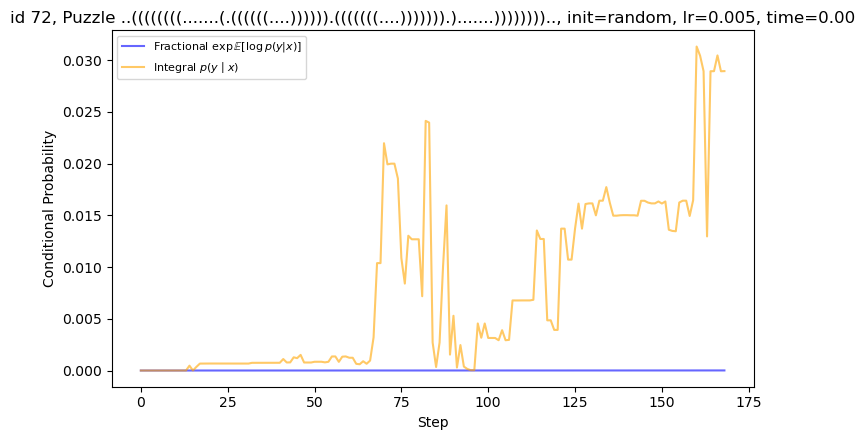 id 72, Puzzle ..((((((((.......(.((((((....)))))).(((((((....))))))).).......))))))))..., init=random, lr=0.005, time=0.00
Fractional exp𝔼[log p(y|x)]
Integral p(y | x)
Conditional Probability
0.030
0.025
0.020
0.015
0.010
0.005
0.000
0 25 50 75 100 125 150 175
Step